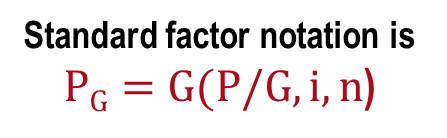 Standard factor notation is
P_G = G(P/G, i, n)